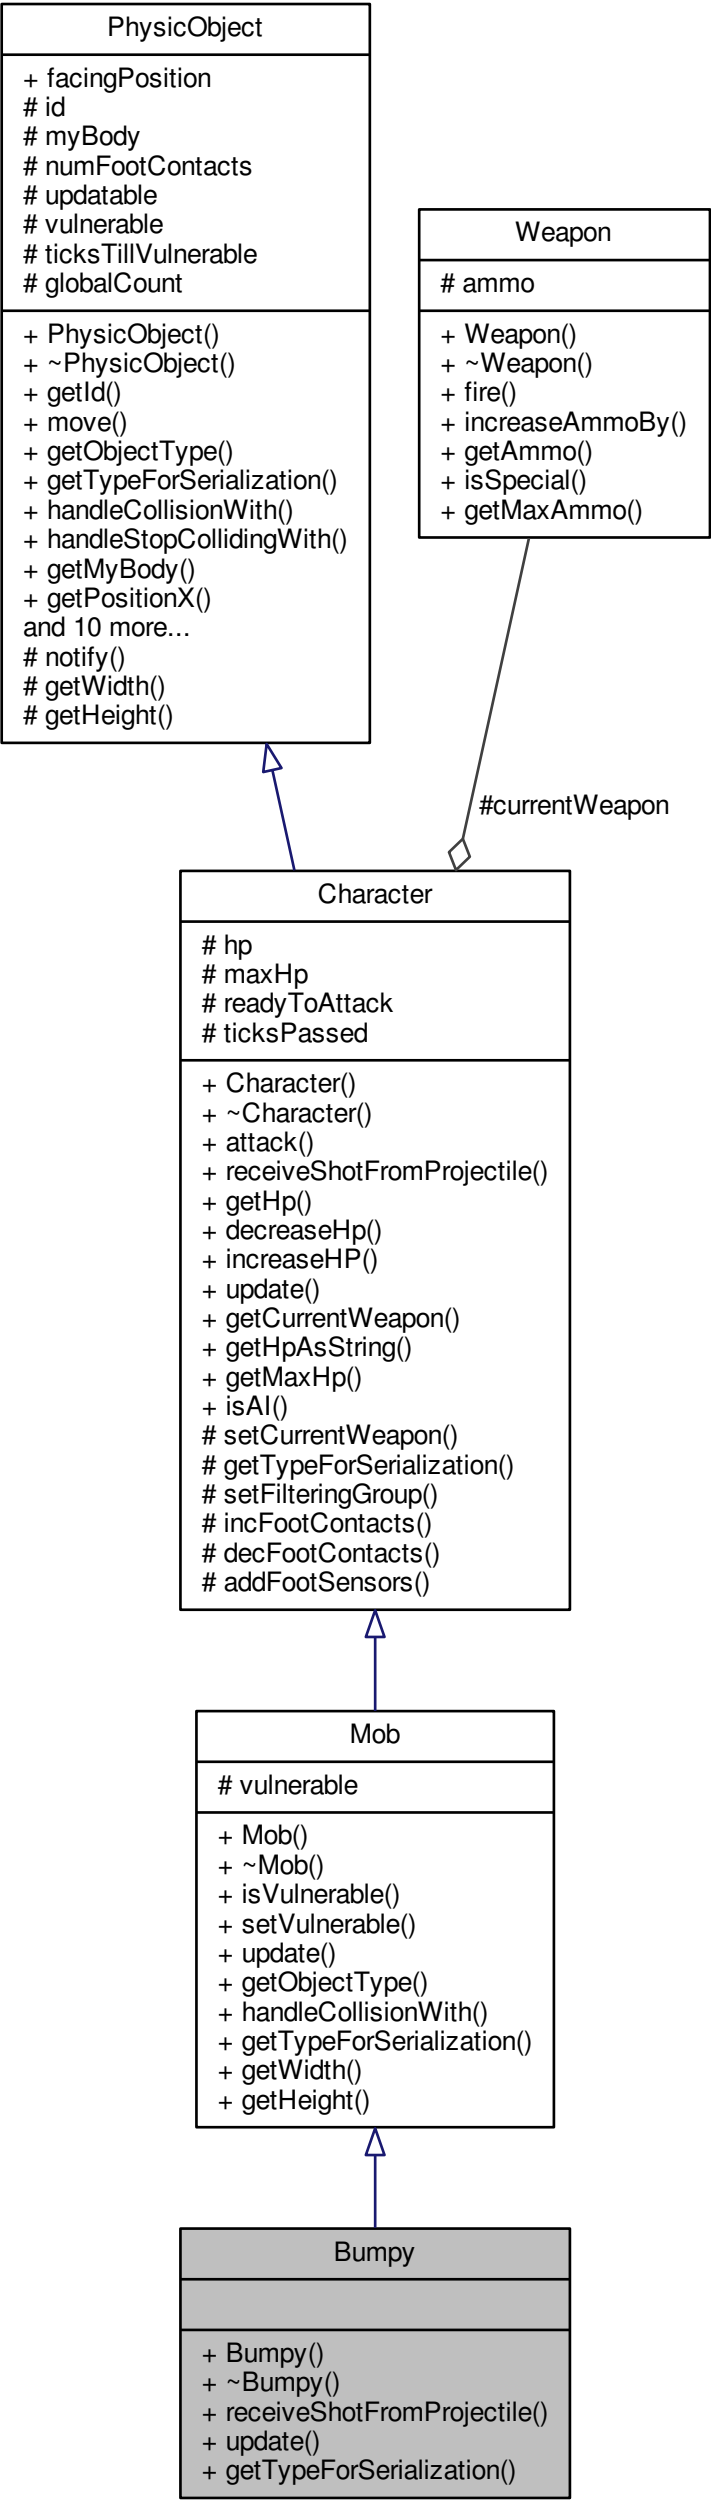 PhysicObject
+ facingPosition
# id
# myBody
# numFootContacts
# updatable
# vulnerable
# ticksTillVulnerable
# globalCount
+ PhysicObject()
+ ~PhysicObject()
+ getId()
+ move()
+ getObjectType()
+ getTypeForSerialization()
+ handleCollisionWith()
+ handleStopCollidingWith()
+ getMyBody()
+ getPositionX()
and 10 more...
# notify()
# getWidth()
# getHeight()
Weapon
# ammo
+ Weapon()
+ ~Weapon()
+ fire()
+ increaseAmmoBy()
+ getAmmo()
+ isSpecial()
+ getMaxAmmo()
#currentWeapon
Character
# hp
# maxHp
# readyToAttack
# ticksPassed
+ Character()
+ ~Character()
+ attack()
+ receiveShotFromProjectile()
+ getHp()
+ decreaseHp()
+ increaseHP()
+ update()
+ getCurrentWeapon()
+ getHpAsString()
+ getMaxHp()
+ isAI()
# setCurrentWeapon()
# getTypeForSerialization()
# setFilteringGroup()
# incFootContacts()
# decFootContacts()
# addFootSensors()
Mob
# vulnerable
+ Mob()
+ ~Mob()
+ isVulnerable()
+ setVulnerable()
+ update()
+ getObjectType()
+ handleCollisionWith()
+ getTypeForSerialization()
+ getWidth()
+ getHeight()
Bumpy
+ Bumpy()
+ ~Bumpy()
+ receiveShotFromProjectile()
+ update()
+ getTypeForSerialization()